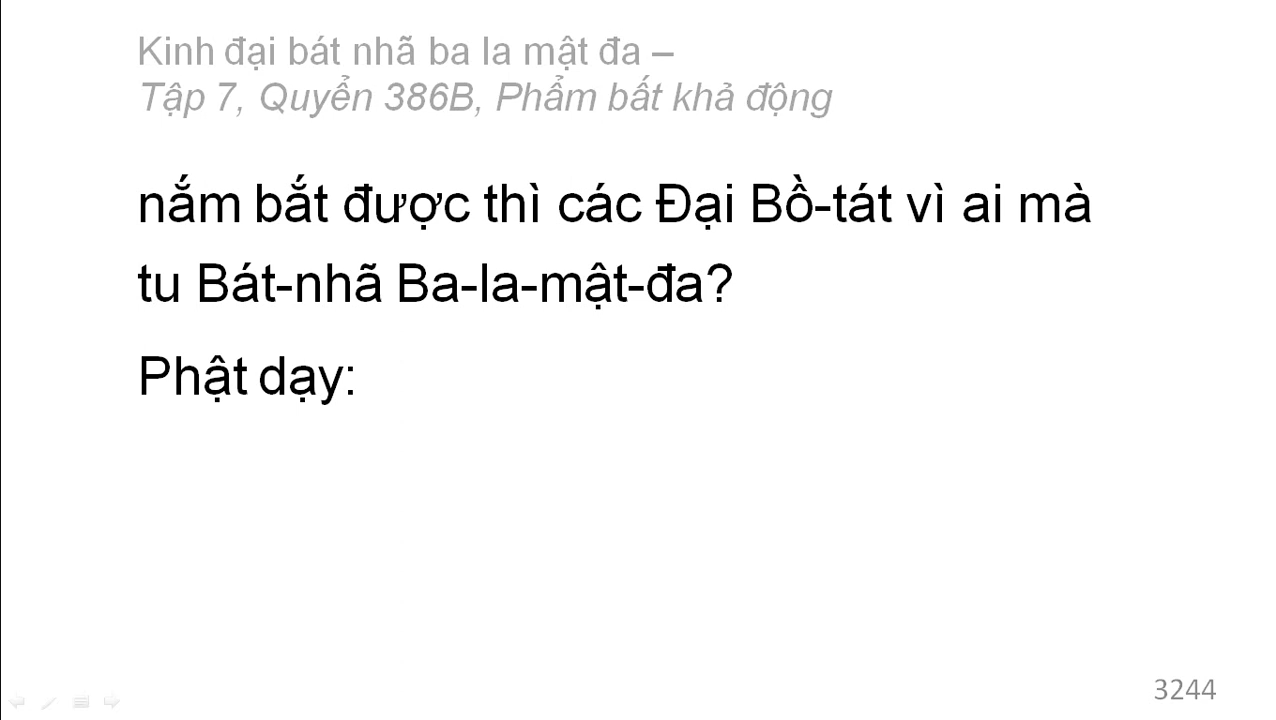 Kinh đại bát nhã ba la mật đa –
Tập 7, Quyển 386B, Phẩm bất khả động
nắm bắt được thì các Đại Bồ-tát vì ai mà
tu Bát-nhã Ba-la-mật-đa?
Phật dạy:
3244